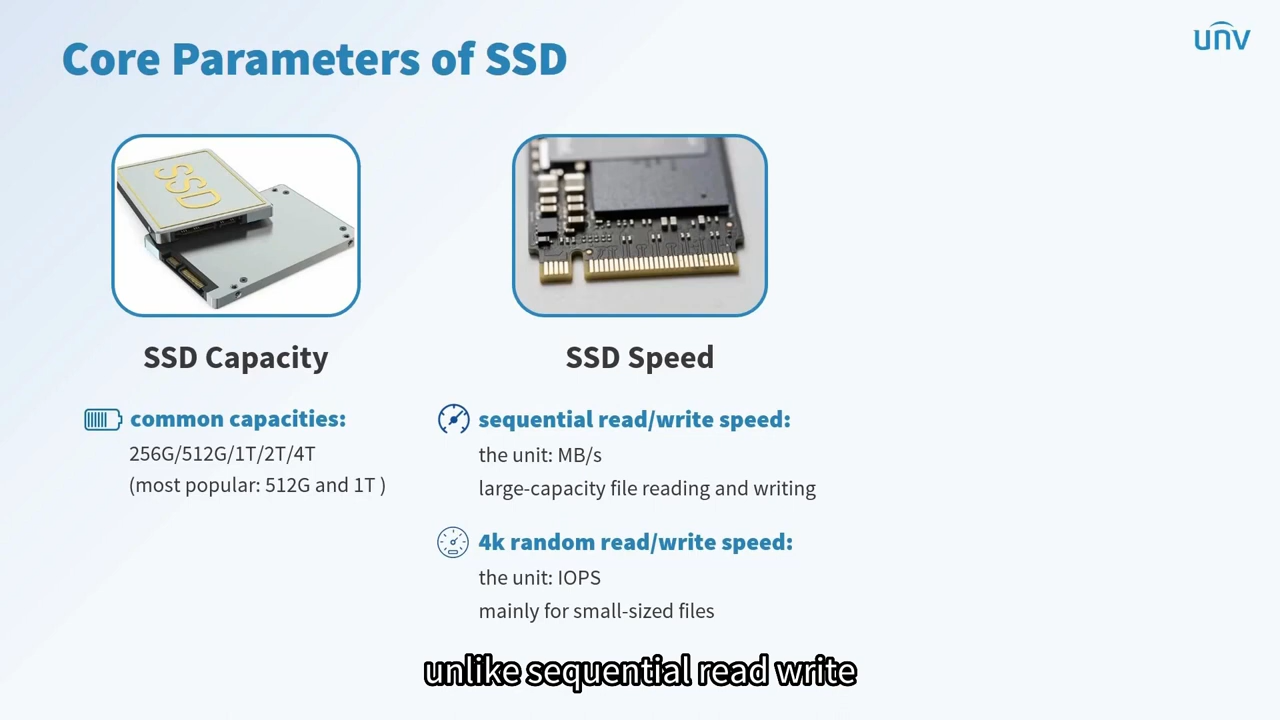 Core Parameters of SSD
unv
SSD
SSD Capacity
common capacities:
256G/512G/1T/2T/4T
(most popular: 512G and 1T )
SSD Speed
sequential read/write speed:
the unit: MB/s
large-capacity file reading and writing
4k random read/write speed:
the unit: IOPS
mainly for small-sized files
unlike sequential read write